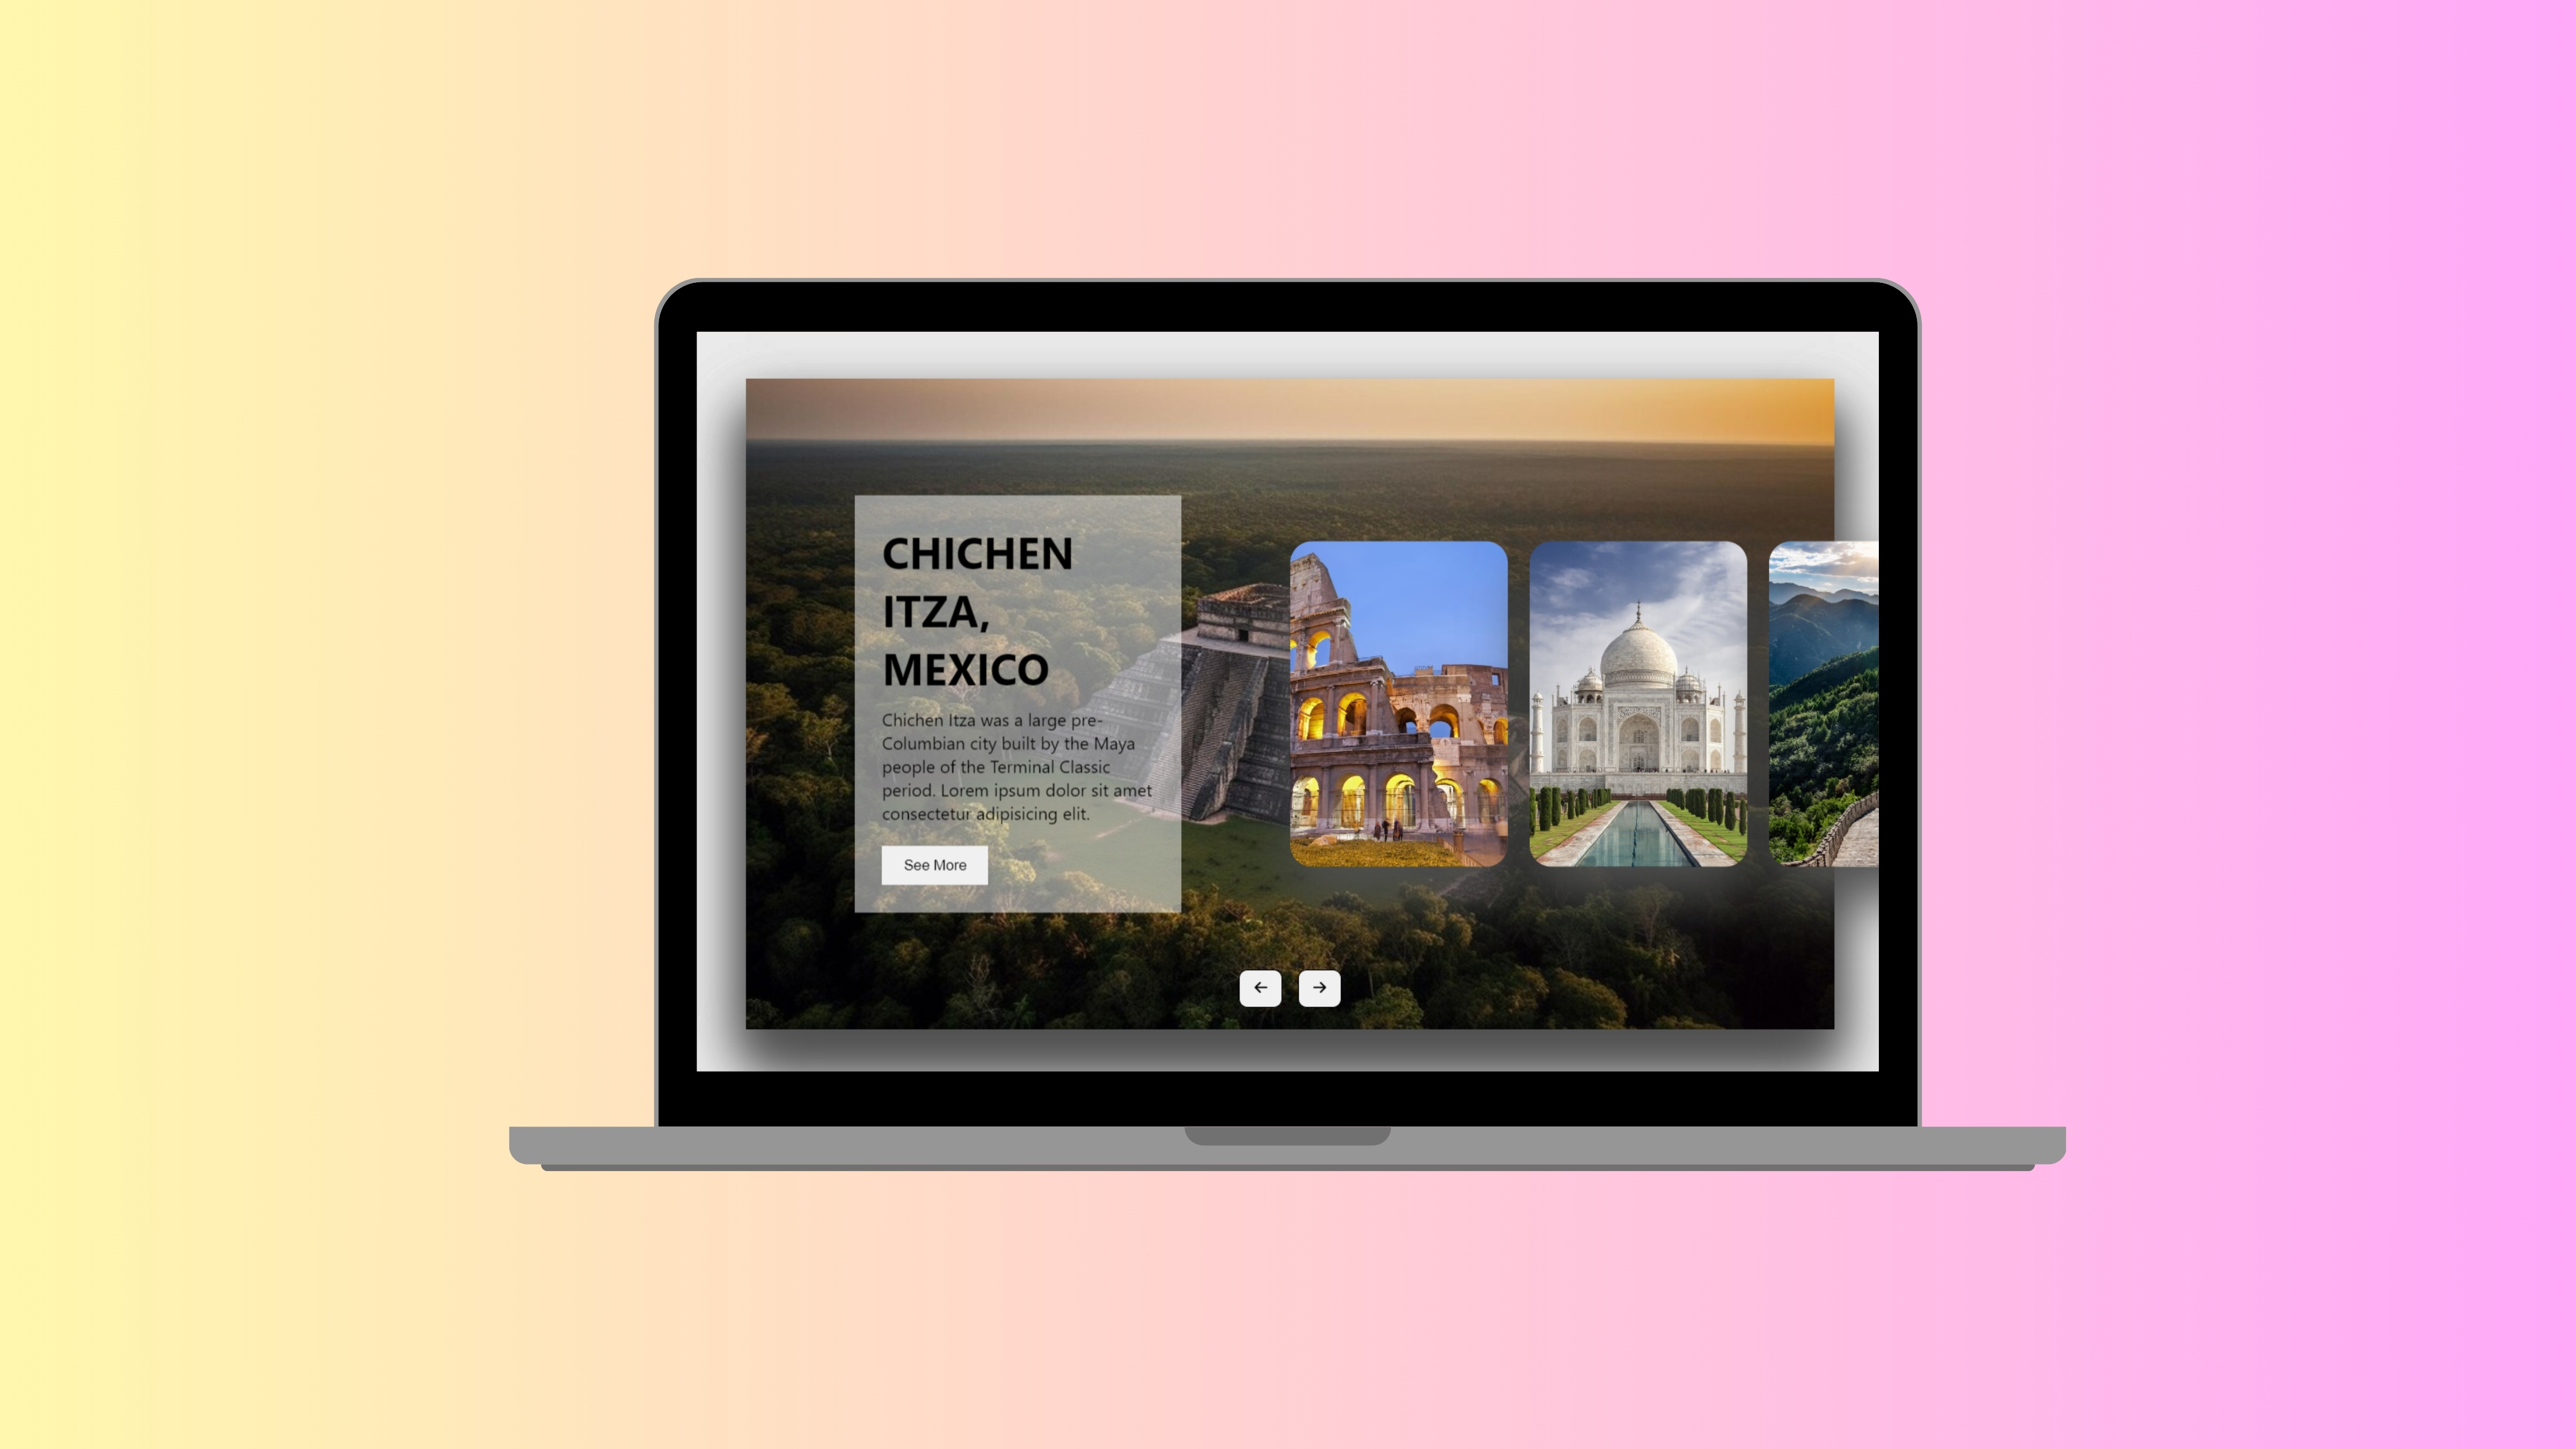 CHICHEN
ITZA,
MEXICO
Chichen Itza was a large pre-
Columbian city built by the Maya
people of the Terminal Classic
period. Lorem ipsum dolor sit amet
consectetur adipisicing elit.
See More